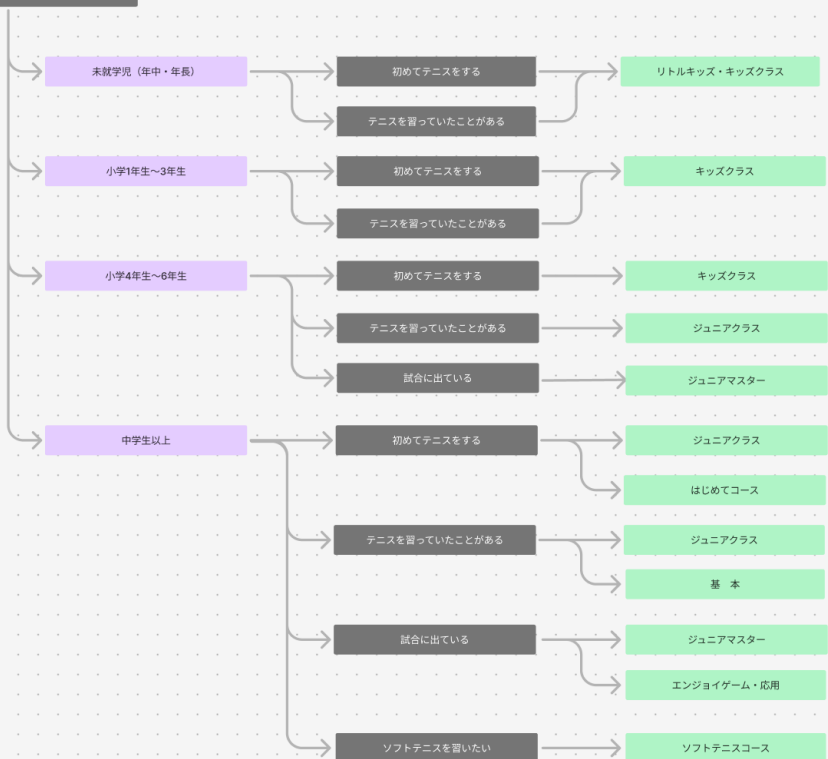 未就学児（年中・年長）
初めてテニスをする
リトルキッズ・キッズクラス
テニスを習っていたことがある
小学1年生〜3年生
初めてテニスをする
キッズクラス
テニスを習っていたことがある
小学4年生〜6年生
初めてテニスをする
キッズクラス
テニスを習っていたことがある
ジュニアクラス
試合に出ている
ジュニアマスター
中学生以上
初めてテニスをする
ジュニアクラス
はじめてコース
テニスを習っていたことがある
ジュニアクラス
基　本
試合に出ている
ジュニアマスター
エンジョイゲーム・応用
ソフトテニスを習いたい
ソフトテニスコース